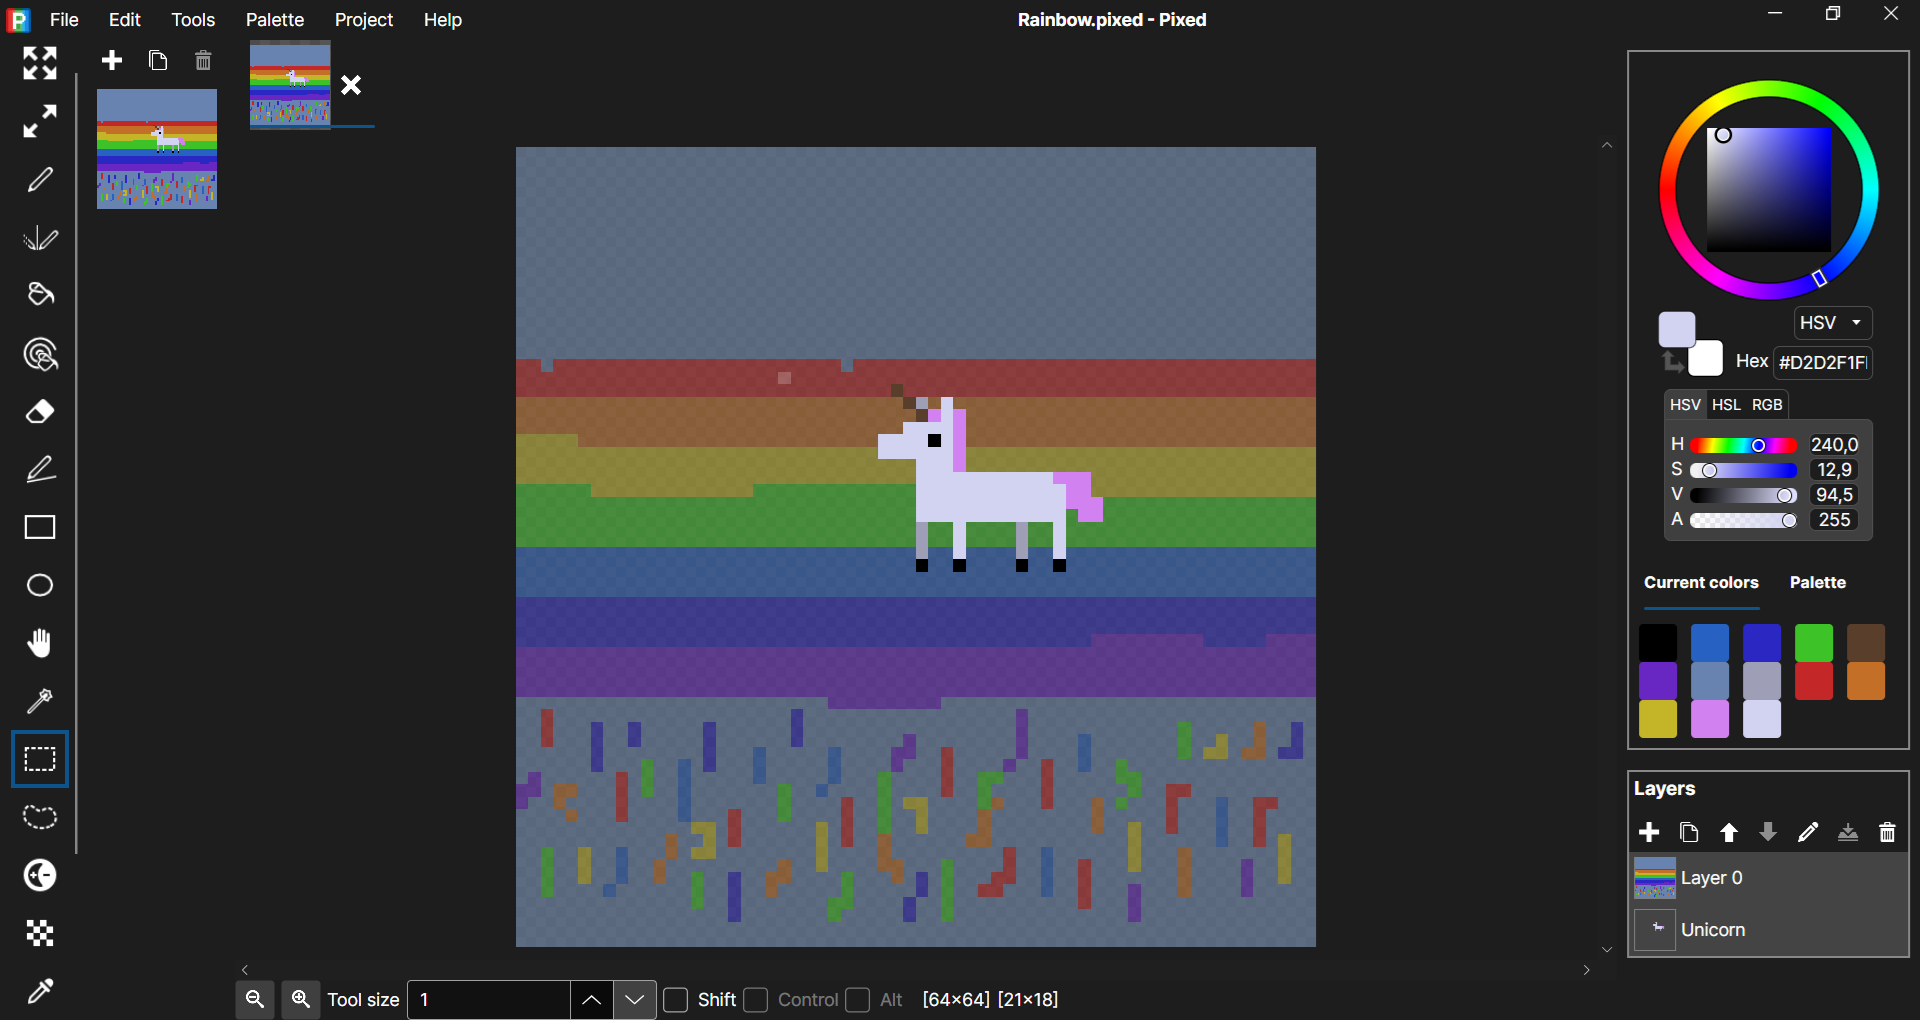 P File Edit Tools Palette Project Help
Rainbow.pixed - Pixed
HSV
Hex #D2D2F1F
HSV HSL RGB
H 240,0
S 12,9
V 94,5
A 255
Current colors Palette
Layers
Layer 0
Unicorn
Tool size 1 Shift Control Alt [64×64] [21×18]